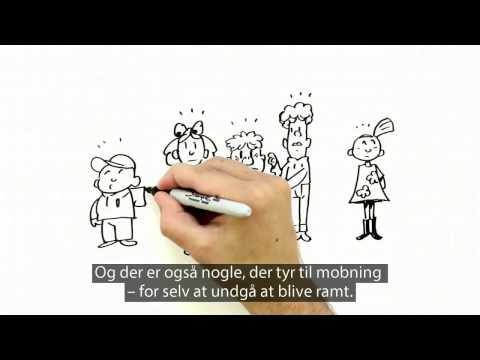 Og der er også nogle, der tyr til mobning
– for selv at undgå at blive ramt.